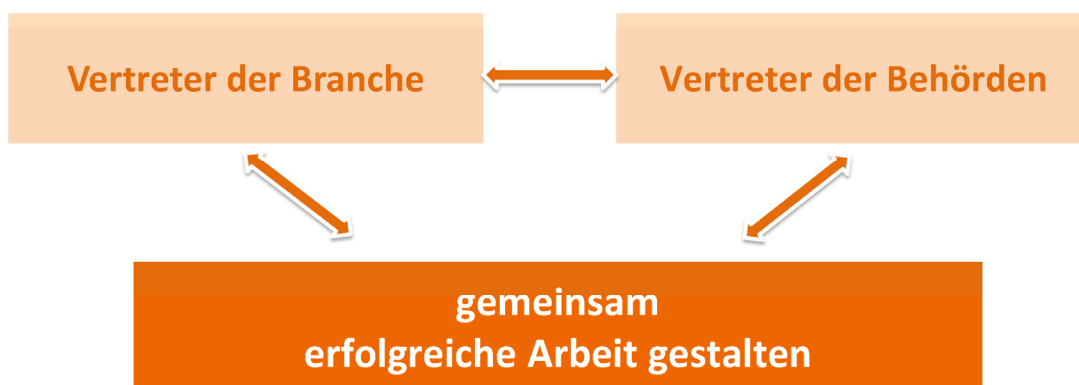 Vertreter der Branche
Vertreter der Behörden
gemeinsam
erfolgreiche Arbeit gestalten